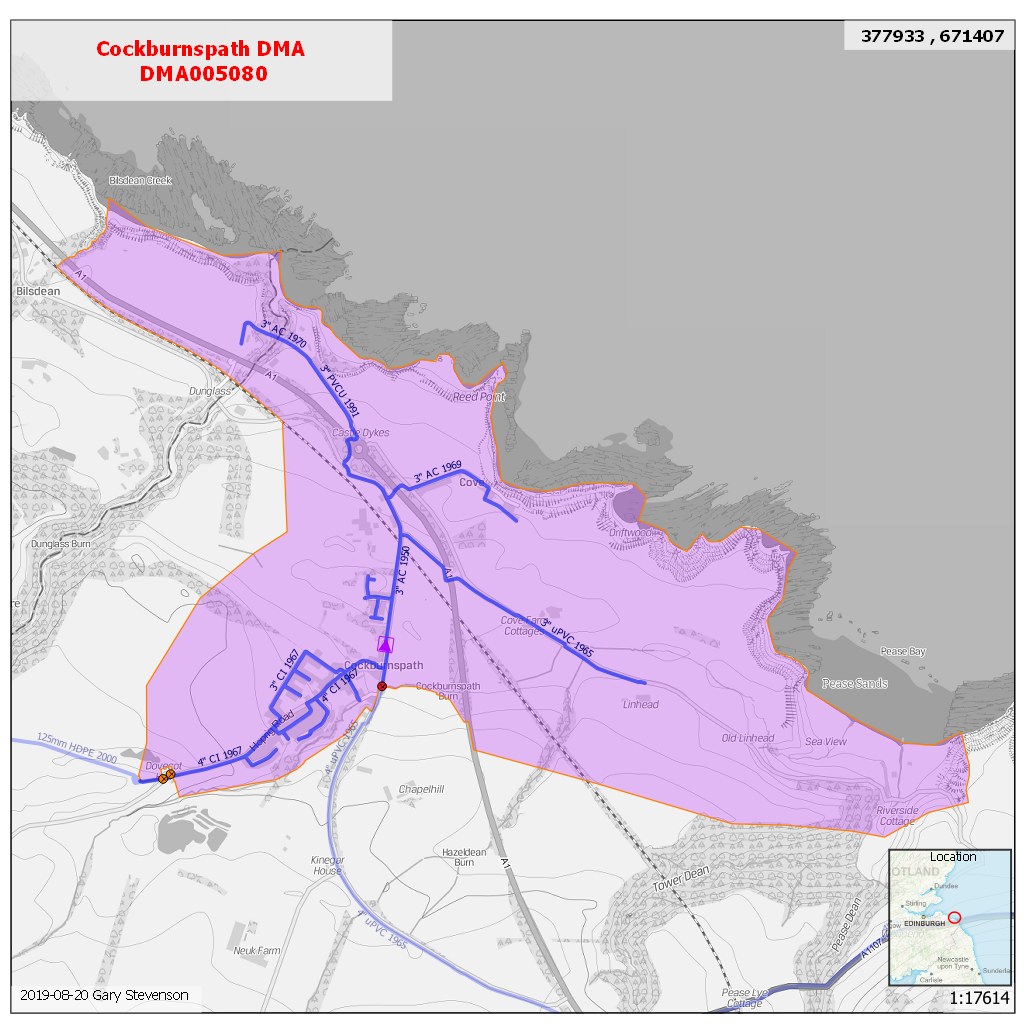 Cockburnspath DMA
DMA005080
377933 , 671407
Bilsdean Creek
A1
Bilsdean
3" AC 1970
3" PVCU 1991
A1
Dunglass
Reed Point
Castle Dykes
3" AC 1969
Cove
Driftwood
Dunglass Burn
3" AC 1950
A1
Cove Farm
Cottages
3" uPVC 1965
Pease Bay
3" CI 1967
Cockburnspath
4" CI 1967
Cockburnspath
Burn
Pease Sands
Linhead
Hoprig Road
Old Linhead
Sea View
125mm HDPE 2000
4" CI 1967
4" uPVC 1965
Dovecot
Chapelhill
Riverside
Cottage
Kinegar
House
Hazeldean
Burn
A1
Tower Dean
4" uPVC 1965
Pease Dean
A1107
Neuk Farm
Pease Lye
Cottage
Location
OTLAND
Dundee
Stirling
EDINBURGH
Newcastle
upon Tyne
Sunderla
Carlisle
2019-08-20 Gary Stevenson
1:17614